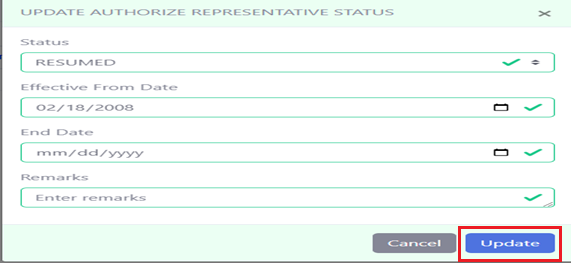 UPDATE AUTHORIZE REPRESENTATIVE STATUS
Status
RESUMED
Effective From Date
02/18/2008
End Date
mm/dd/yyyy
Remarks
Enter remarks
Cancel Update